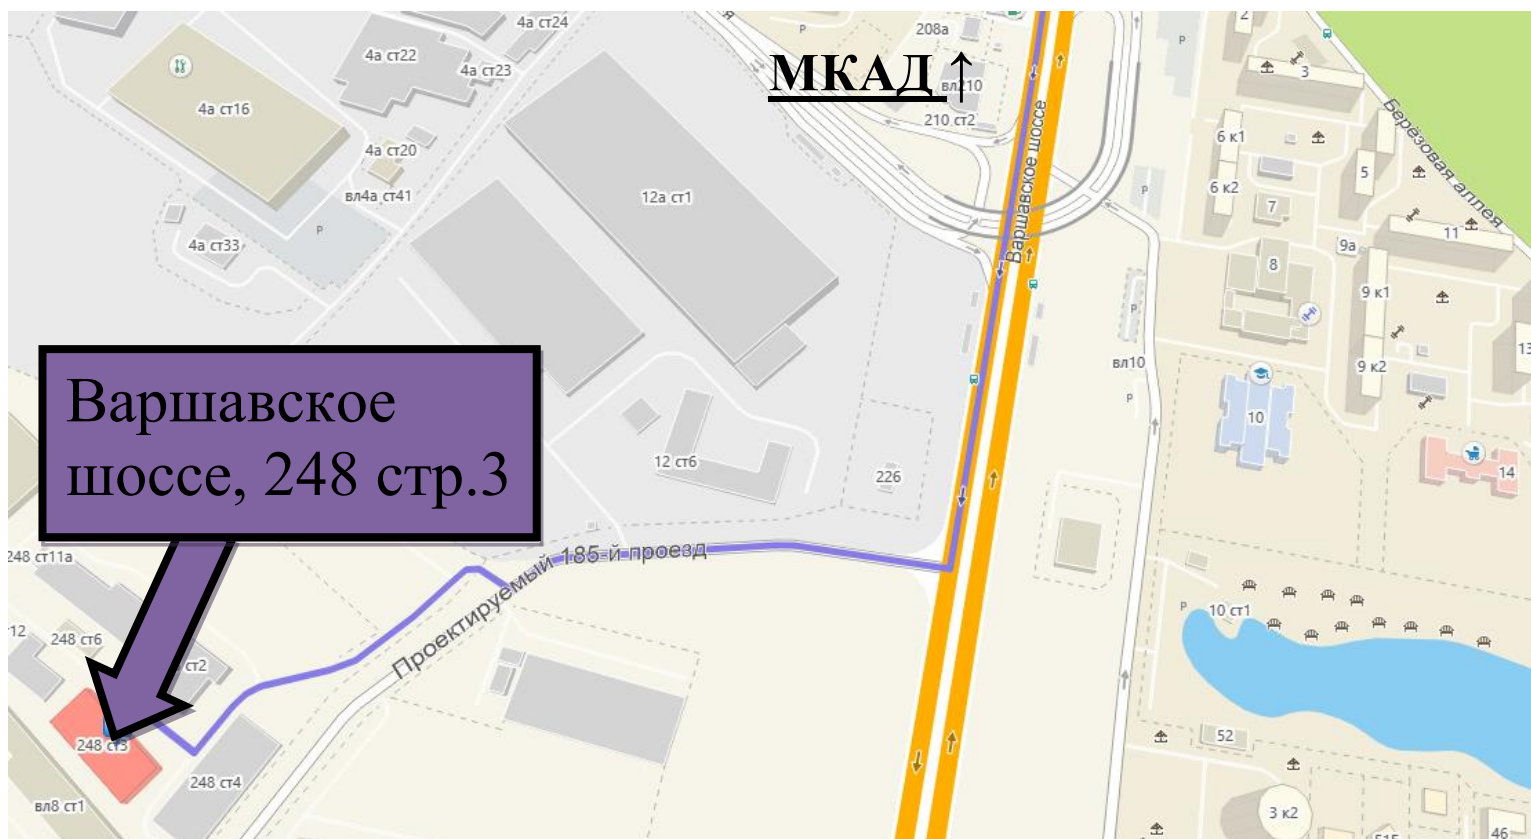 4а ст24
208а
2
4а ст22
4а ст23
МКАД ↑
вл210
3
4а ст16
210 ст2
Берёзовая аллея
Варшавское шоссе
6 к1
4а ст20
5
6 к2
вл4а ст41
12а ст1
7
4а ст33
9а
11
8
9 к1
13
вл10
9 к2
Варшавское
шоссе, 248 стр.3
10
12 ст6
226
14
248 ст11а
Проектируемый 185-й проезд
10 ст1
248 ст6
ст2
52
248 ст3
248 ст4
вл8 ст1
3 к2
46